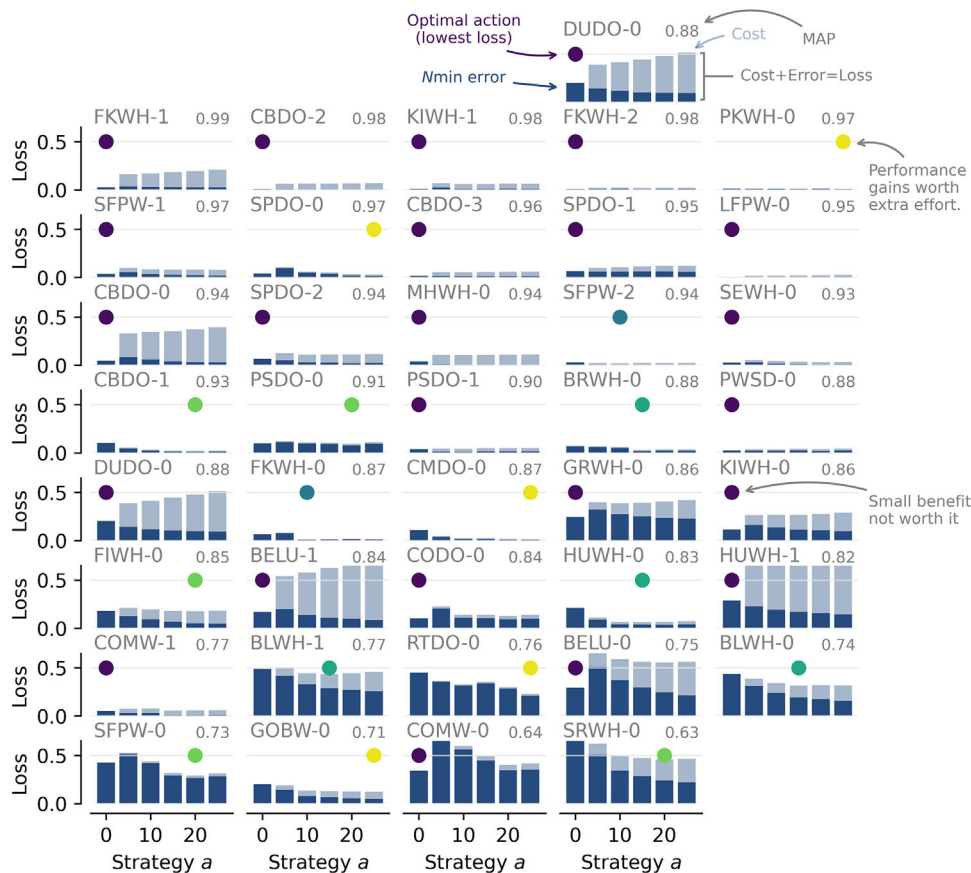 Optimal action
(lowest loss)
DUDO-0 0.88
MAP
Cost
Nmin error
Cost+Error=Loss
FKWH-1 0.99 CBDO-2 0.98 KIWH-1 0.98 FKWH-2 0.98 PKWH-0 0.97
Loss 0.5 0.0
Performance
gains worth
extra effort.
SFPW-1 0.97 SPDO-0 0.97 CBDO-3 0.96 SPDO-1 0.95 LFPW-0 0.95
Loss 0.5 0.0
CBDO-0 0.94 SPDO-2 0.94 MHWH-0 0.94 SFPW-2 0.94 SEWH-0 0.93
Loss 0.5 0.0
CBDO-1 0.93 PSDO-0 0.91 PSDO-1 0.90 BRWH-0 0.88 PWSD-0 0.88
Loss 0.5 0.0
DUDO-0 0.88 FKWH-0 0.87 CMDO-0 0.87 GRWH-0 0.86 KIWH-0 0.86
Loss 0.5 0.0
Small benefit
not worth it
FIWH-0 0.85 BELU-1 0.84 CODO-0 0.84 HUWH-0 0.83 HUWH-1 0.82
Loss 0.5 0.0
COMW-1 0.77 BLWH-1 0.77 RTDO-0 0.76 BELU-0 0.75 BLWH-0 0.74
Loss 0.5 0.0
SFPW-0 0.73 GOBW-0 0.71 COMW-0 0.64 SRWH-0 0.63
Loss 0.5 0.0
0 10 20 0 10 20 0 10 20 0 10 20
Strategy a Strategy a Strategy a Strategy a